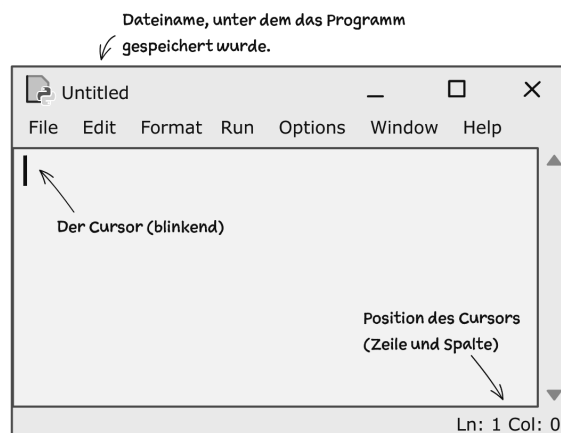 Dateiname, unter dem das Programm
gespeichert wurde.
Untitled
File Edit Format Run Options Window Help
Der Cursor (blinkend)
Position des Cursors
(Zeile und Spalte)
Ln: 1 Col: 0